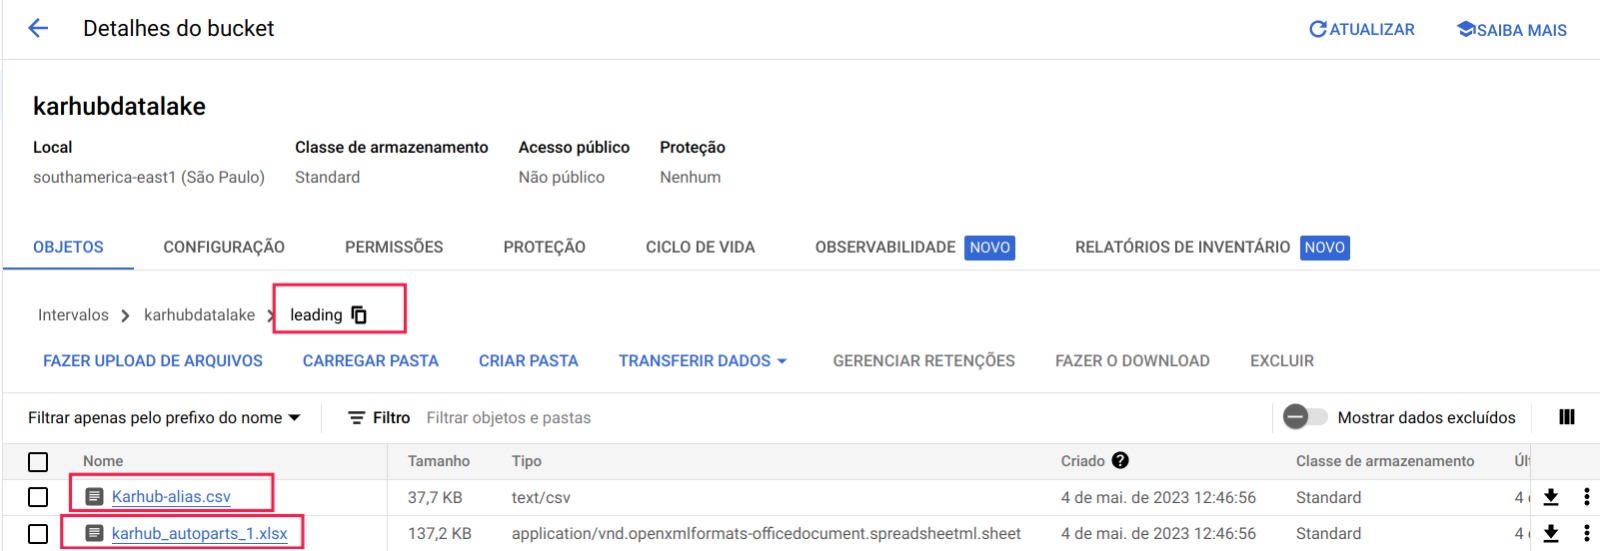 Detalhes do bucket
ATUALIZAR SAIBA MAIS
karhubdatalake
Local Classe de armazenamento Acesso público Proteção
southamerica-east1 (São Paulo) Standard Não público Nenhum
OBJETOS CONFIGURAÇÃO PERMISSÕES PROTEÇÃO CICLO DE VIDA OBSERVABILIDADE NOVO RELATÓRIOS DE INVENTÁRIO NOVO
Intervalos > karhubdatalake > leading
FAZER UPLOAD DE ARQUIVOS CARREGAR PASTA CRIAR PASTA TRANSFERIR DADOS GERENCIAR RETENÇÕES FAZER O DOWNLOAD EXCLUIR
Filtrar apenas pelo prefixo do nome Filtro Filtrar objetos e pastas Mostrar dados excluídos
Nome Tamanho Tipo Criado Classe de armazenamento
Karhub-alias.csv 37,7 KB text/csv 4 de mai. de 2023 12:46:56 Standard 4
karhub_autoparts_1.xlsx 137,2 KB application/vnd.openxmlformats-officedocument.spreadsheetml.sheet 4 de mai. de 2023 12:46:56 Standard 4